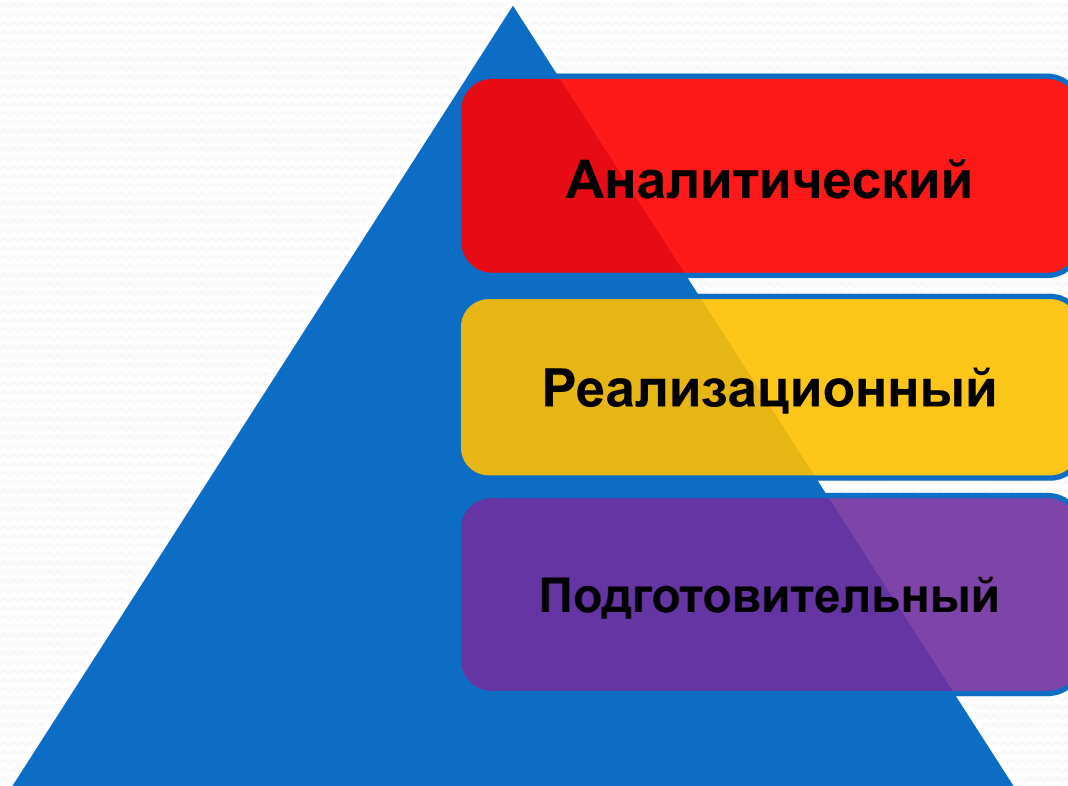 Аналитический
Реализационный
Подготовительный